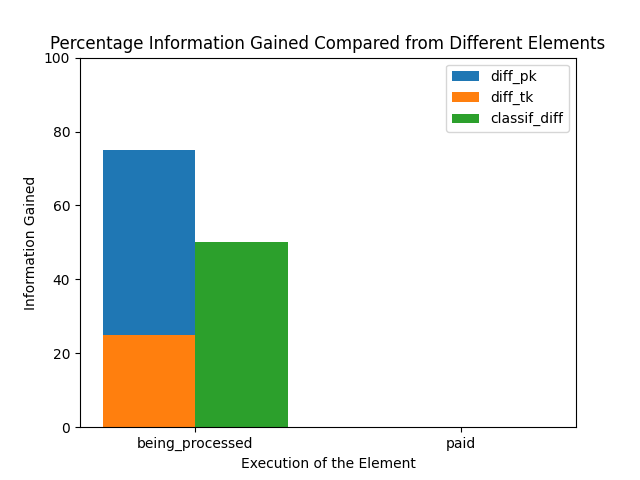 Percentage Information Gained Compared from Different Elements
diff_pk
diff_tk
classif_diff
100
80
60
40
20
0
Information Gained
being_processed
paid
Execution of the Element